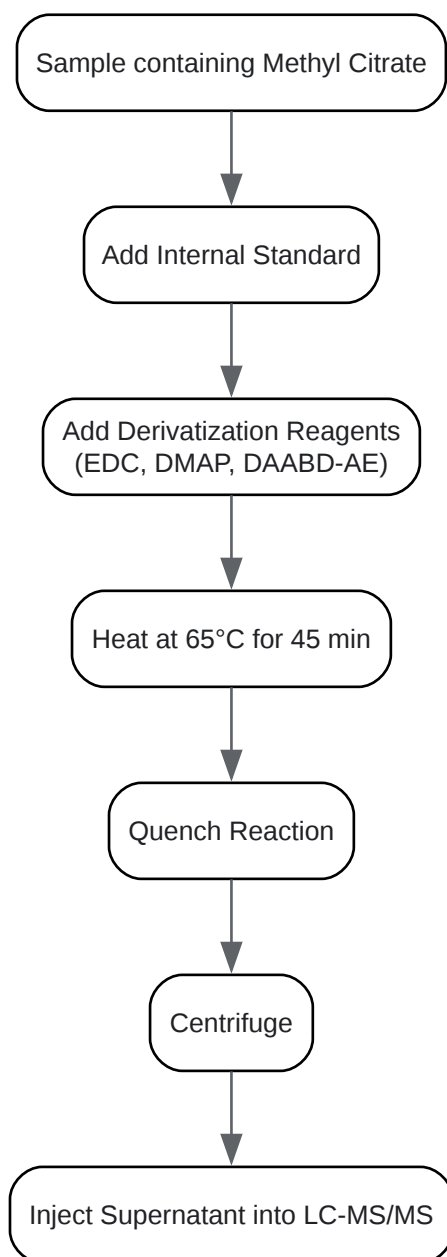 Sample containing Methyl Citrate
Add Internal Standard
Add Derivatization Reagents
(EDC, DMAP, DAABD-AE)
Heat at 65°C for 45 min
Quench Reaction
Centrifuge
Inject Supernatant into LC-MS/MS